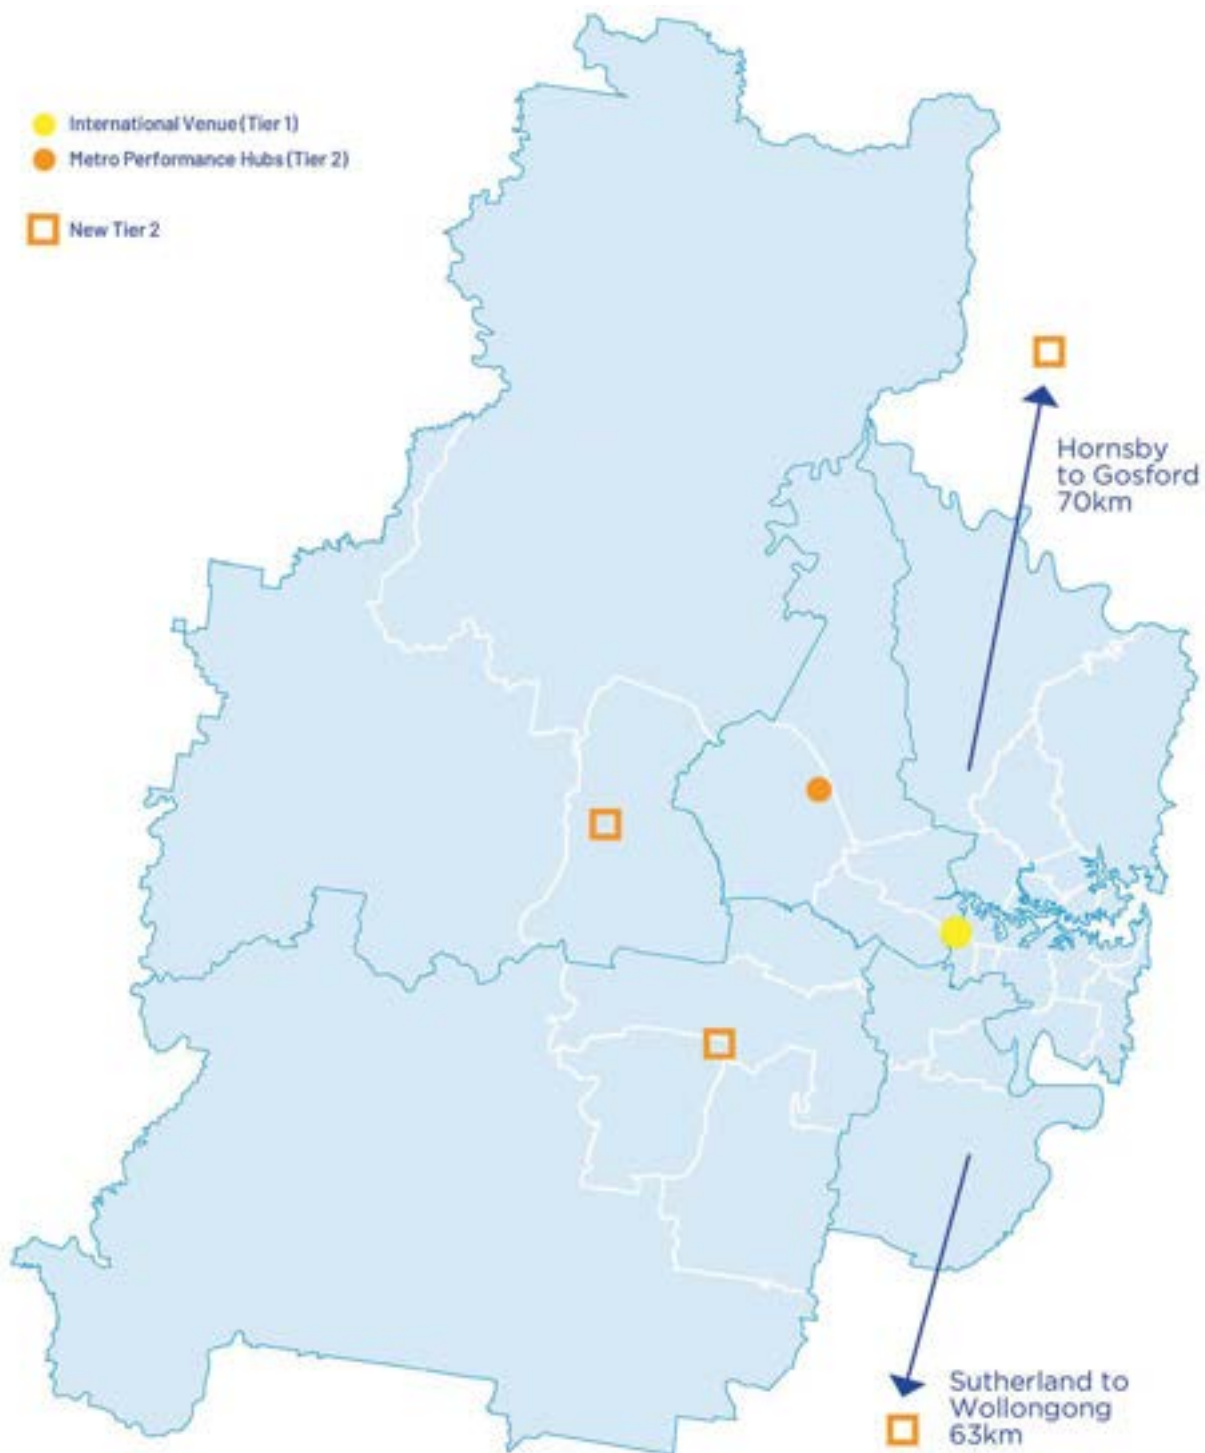 International Venue (Tier 1)
Metro Performance Hubs (Tier 2)
New Tier 2
Hornsby
to Gosford
70km
Sutherland to
Wollongong
63km